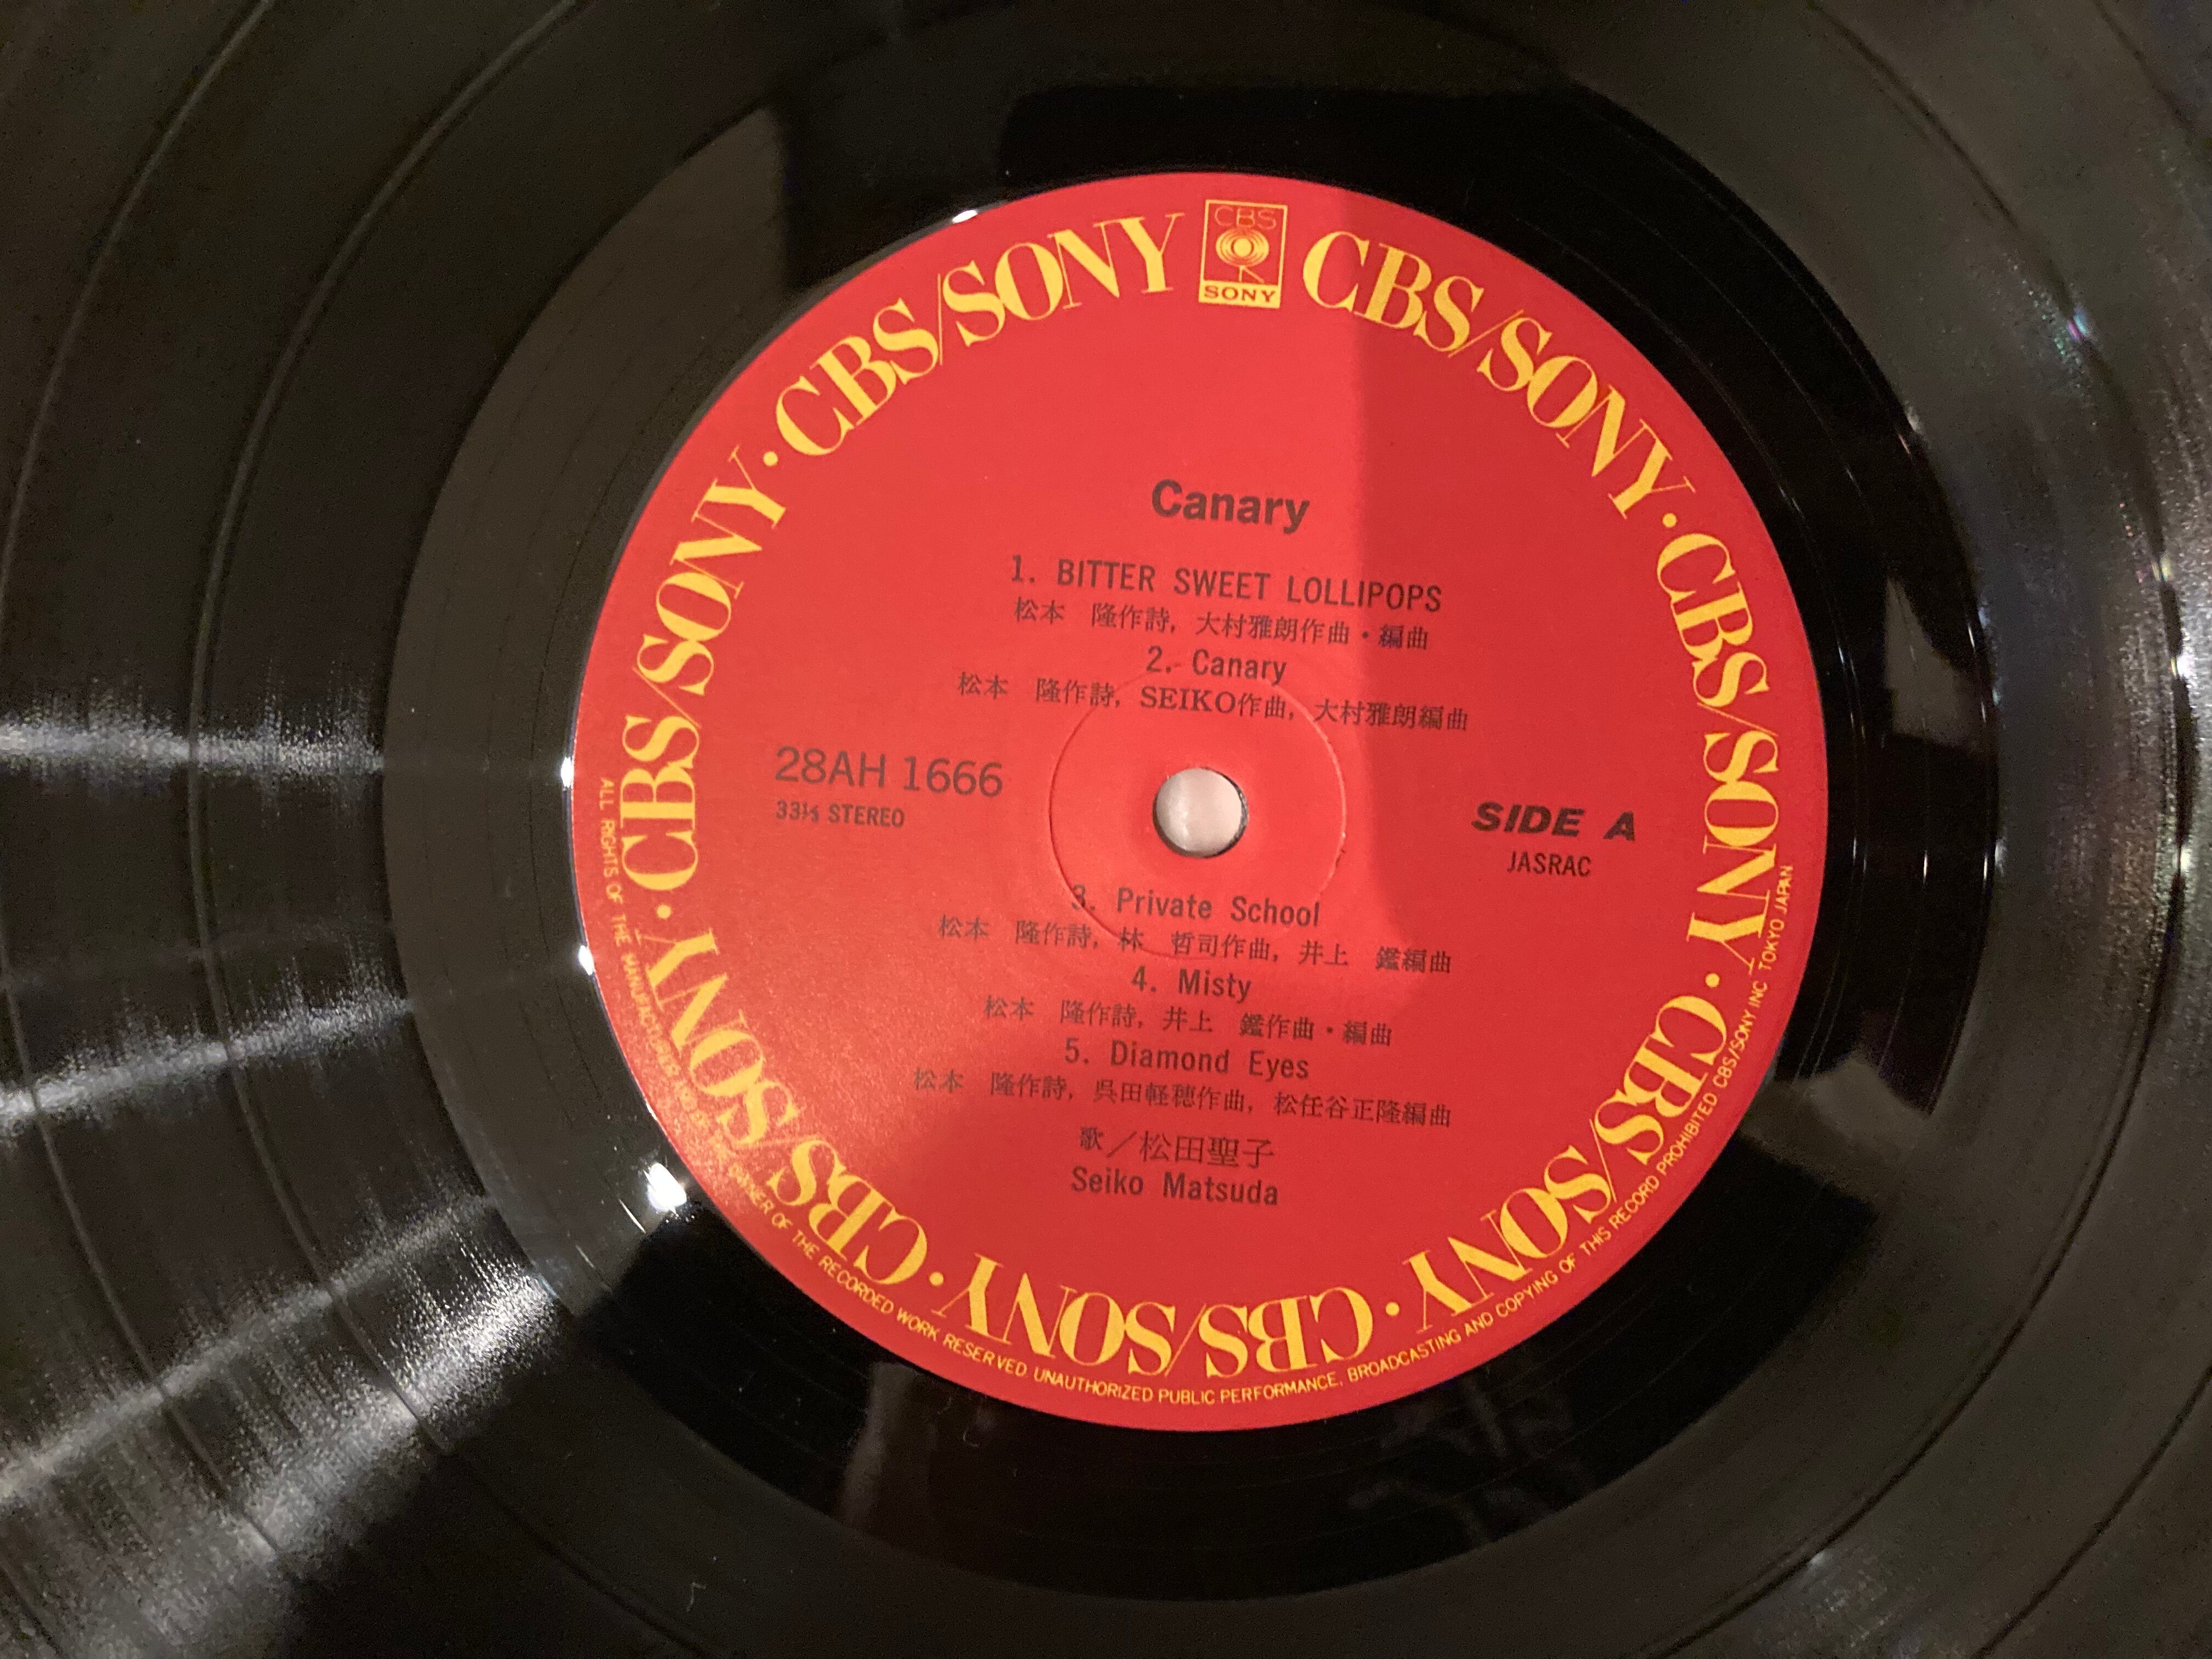 CBS
SONY
CBS/SONY · CBS/SONY · CBS/SONY · CBS/SONY · CBS/SONY · CBS/SONY · CBS/SONY
Canary
1. BITTER SWEET LOLLIPOPS
松本 隆作詩, 大村雅朗作曲・編曲
2. Canary
松本 隆作詩, SEIKO作曲, 大村雅朗編曲
28AH 1666
33⅓ STEREO
SIDE A
JASRAC
3. Private School
松本 隆作詩, 林 哲司作曲, 井上 鑑編曲
4. Misty
松本 隆作詩, 井上 鑑作曲・編曲
5. Diamond Eyes
松本 隆作詩, 呉田軽穂作曲, 松任谷正隆編曲
歌／松田聖子
Seiko Matsuda
ALL RIGHTS OF THE MANUFACTURERS AND OF THE OWNER OF THE RECORDED WORK RESERVED. UNAUTHORIZED PUBLIC PERFORMANCE, BROADCASTING AND COPYING OF THIS RECORD PROHIBITED CBS/SONY INC. TOKYO JAPAN